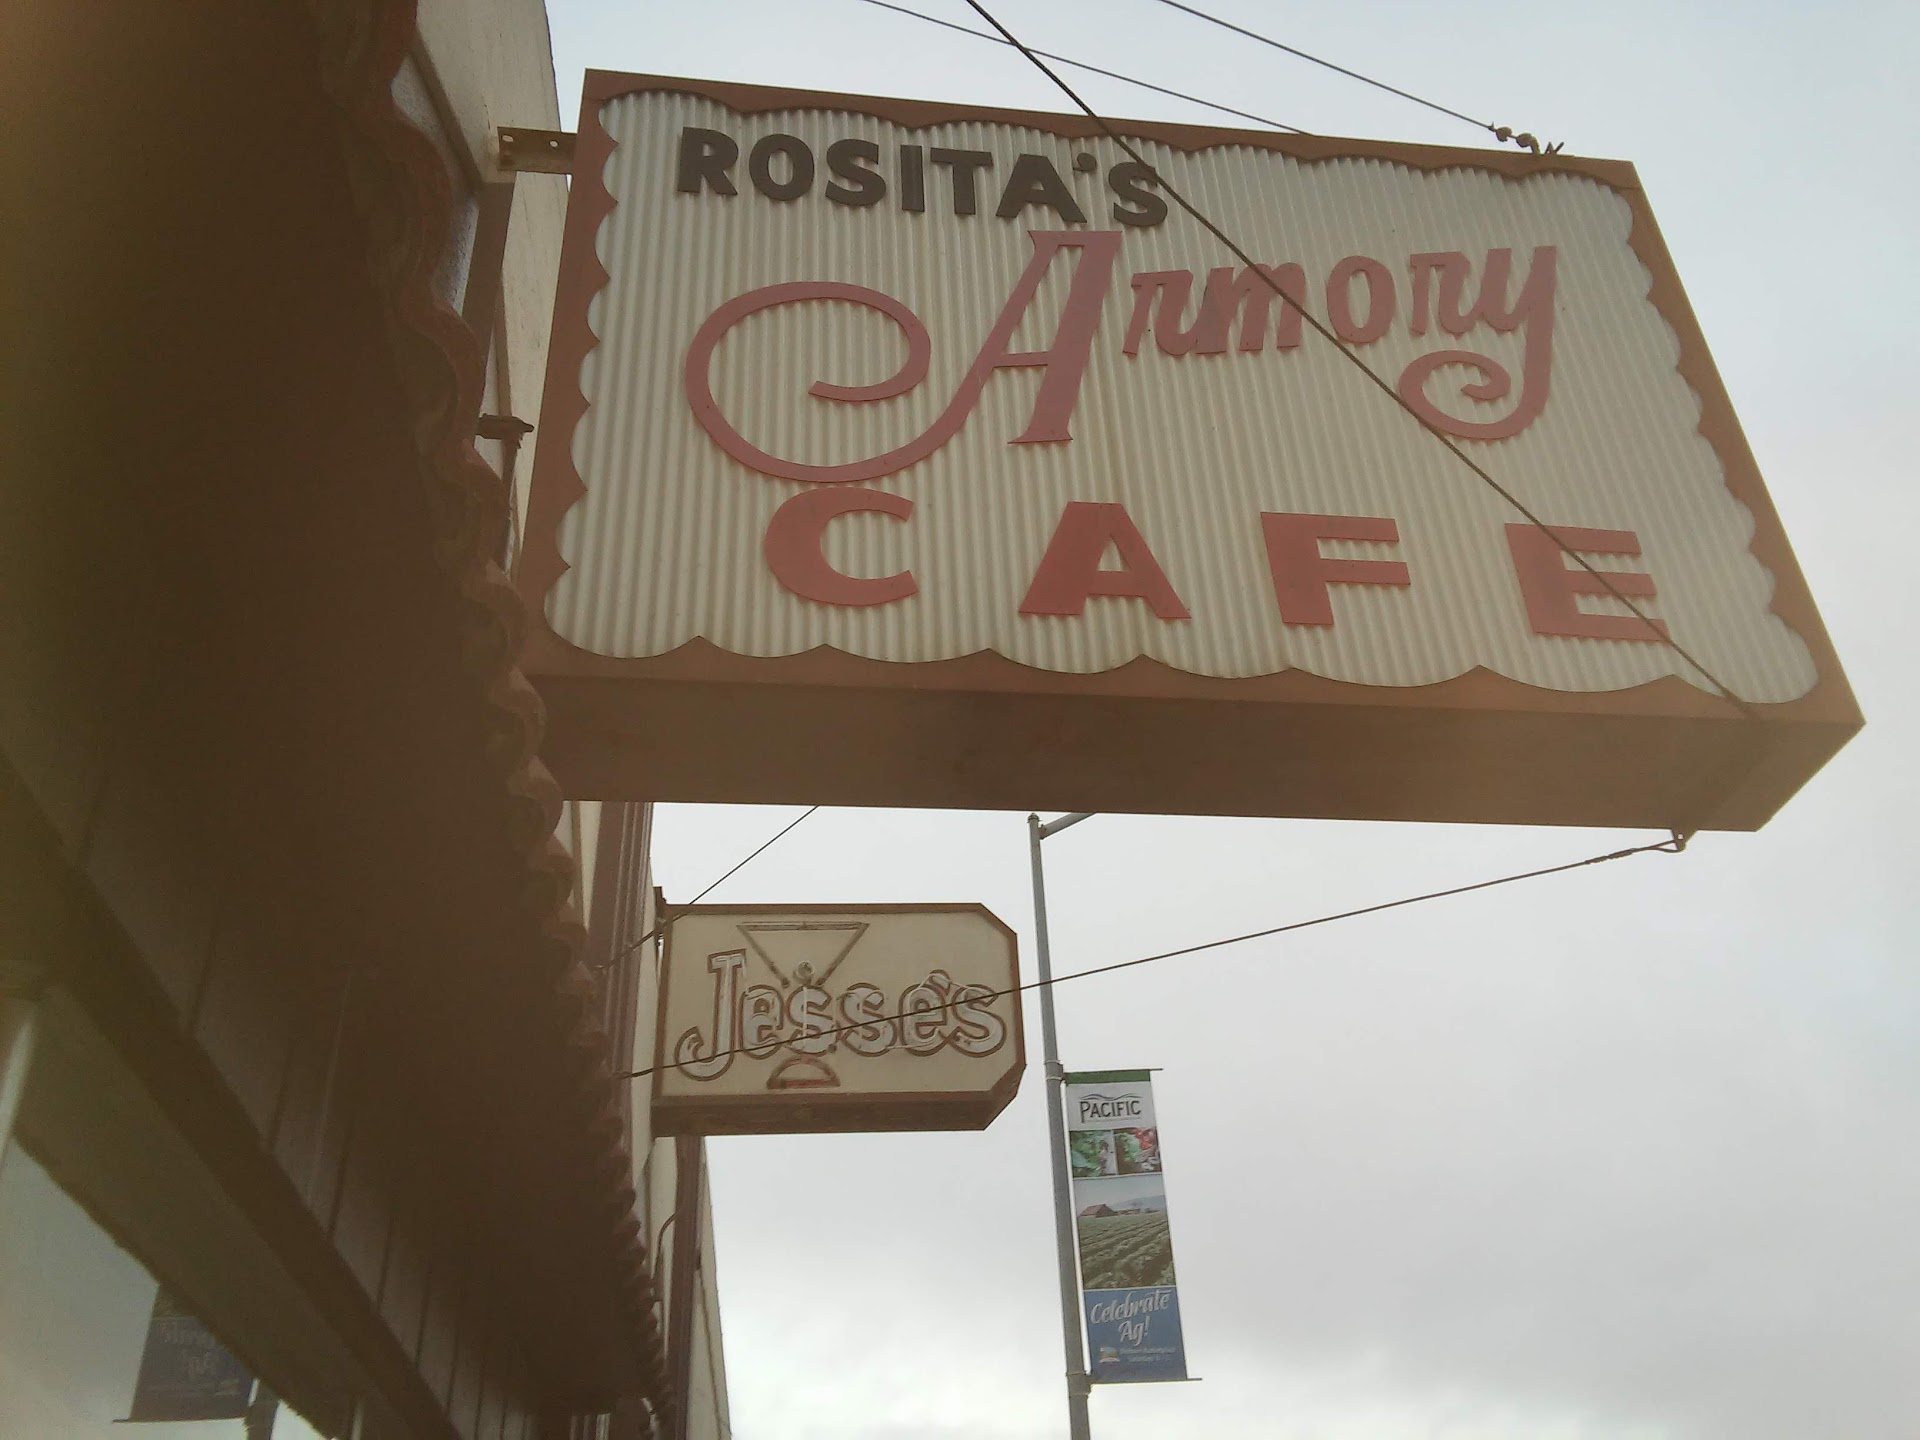 ROSITA'S
Armory
CAFE
Jesse's
PACIFIC
Celebrate
Ag!